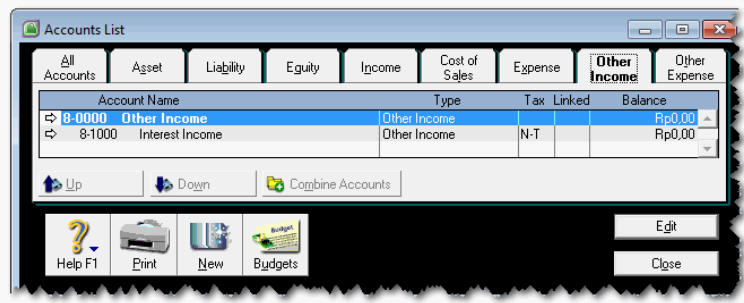 Accounts List
All Accounts Asset Liability Equity Income Cost of Sales Expense Other Income Other Expense
Account Name Type Tax Linked Balance
8-0000 Other Income Other Income Rp0,00
8-1000 Interest Income Other Income N-T Rp0,00
Up Down Combine Accounts
Budget
Help F1 Print New Budgets
Edit
Close